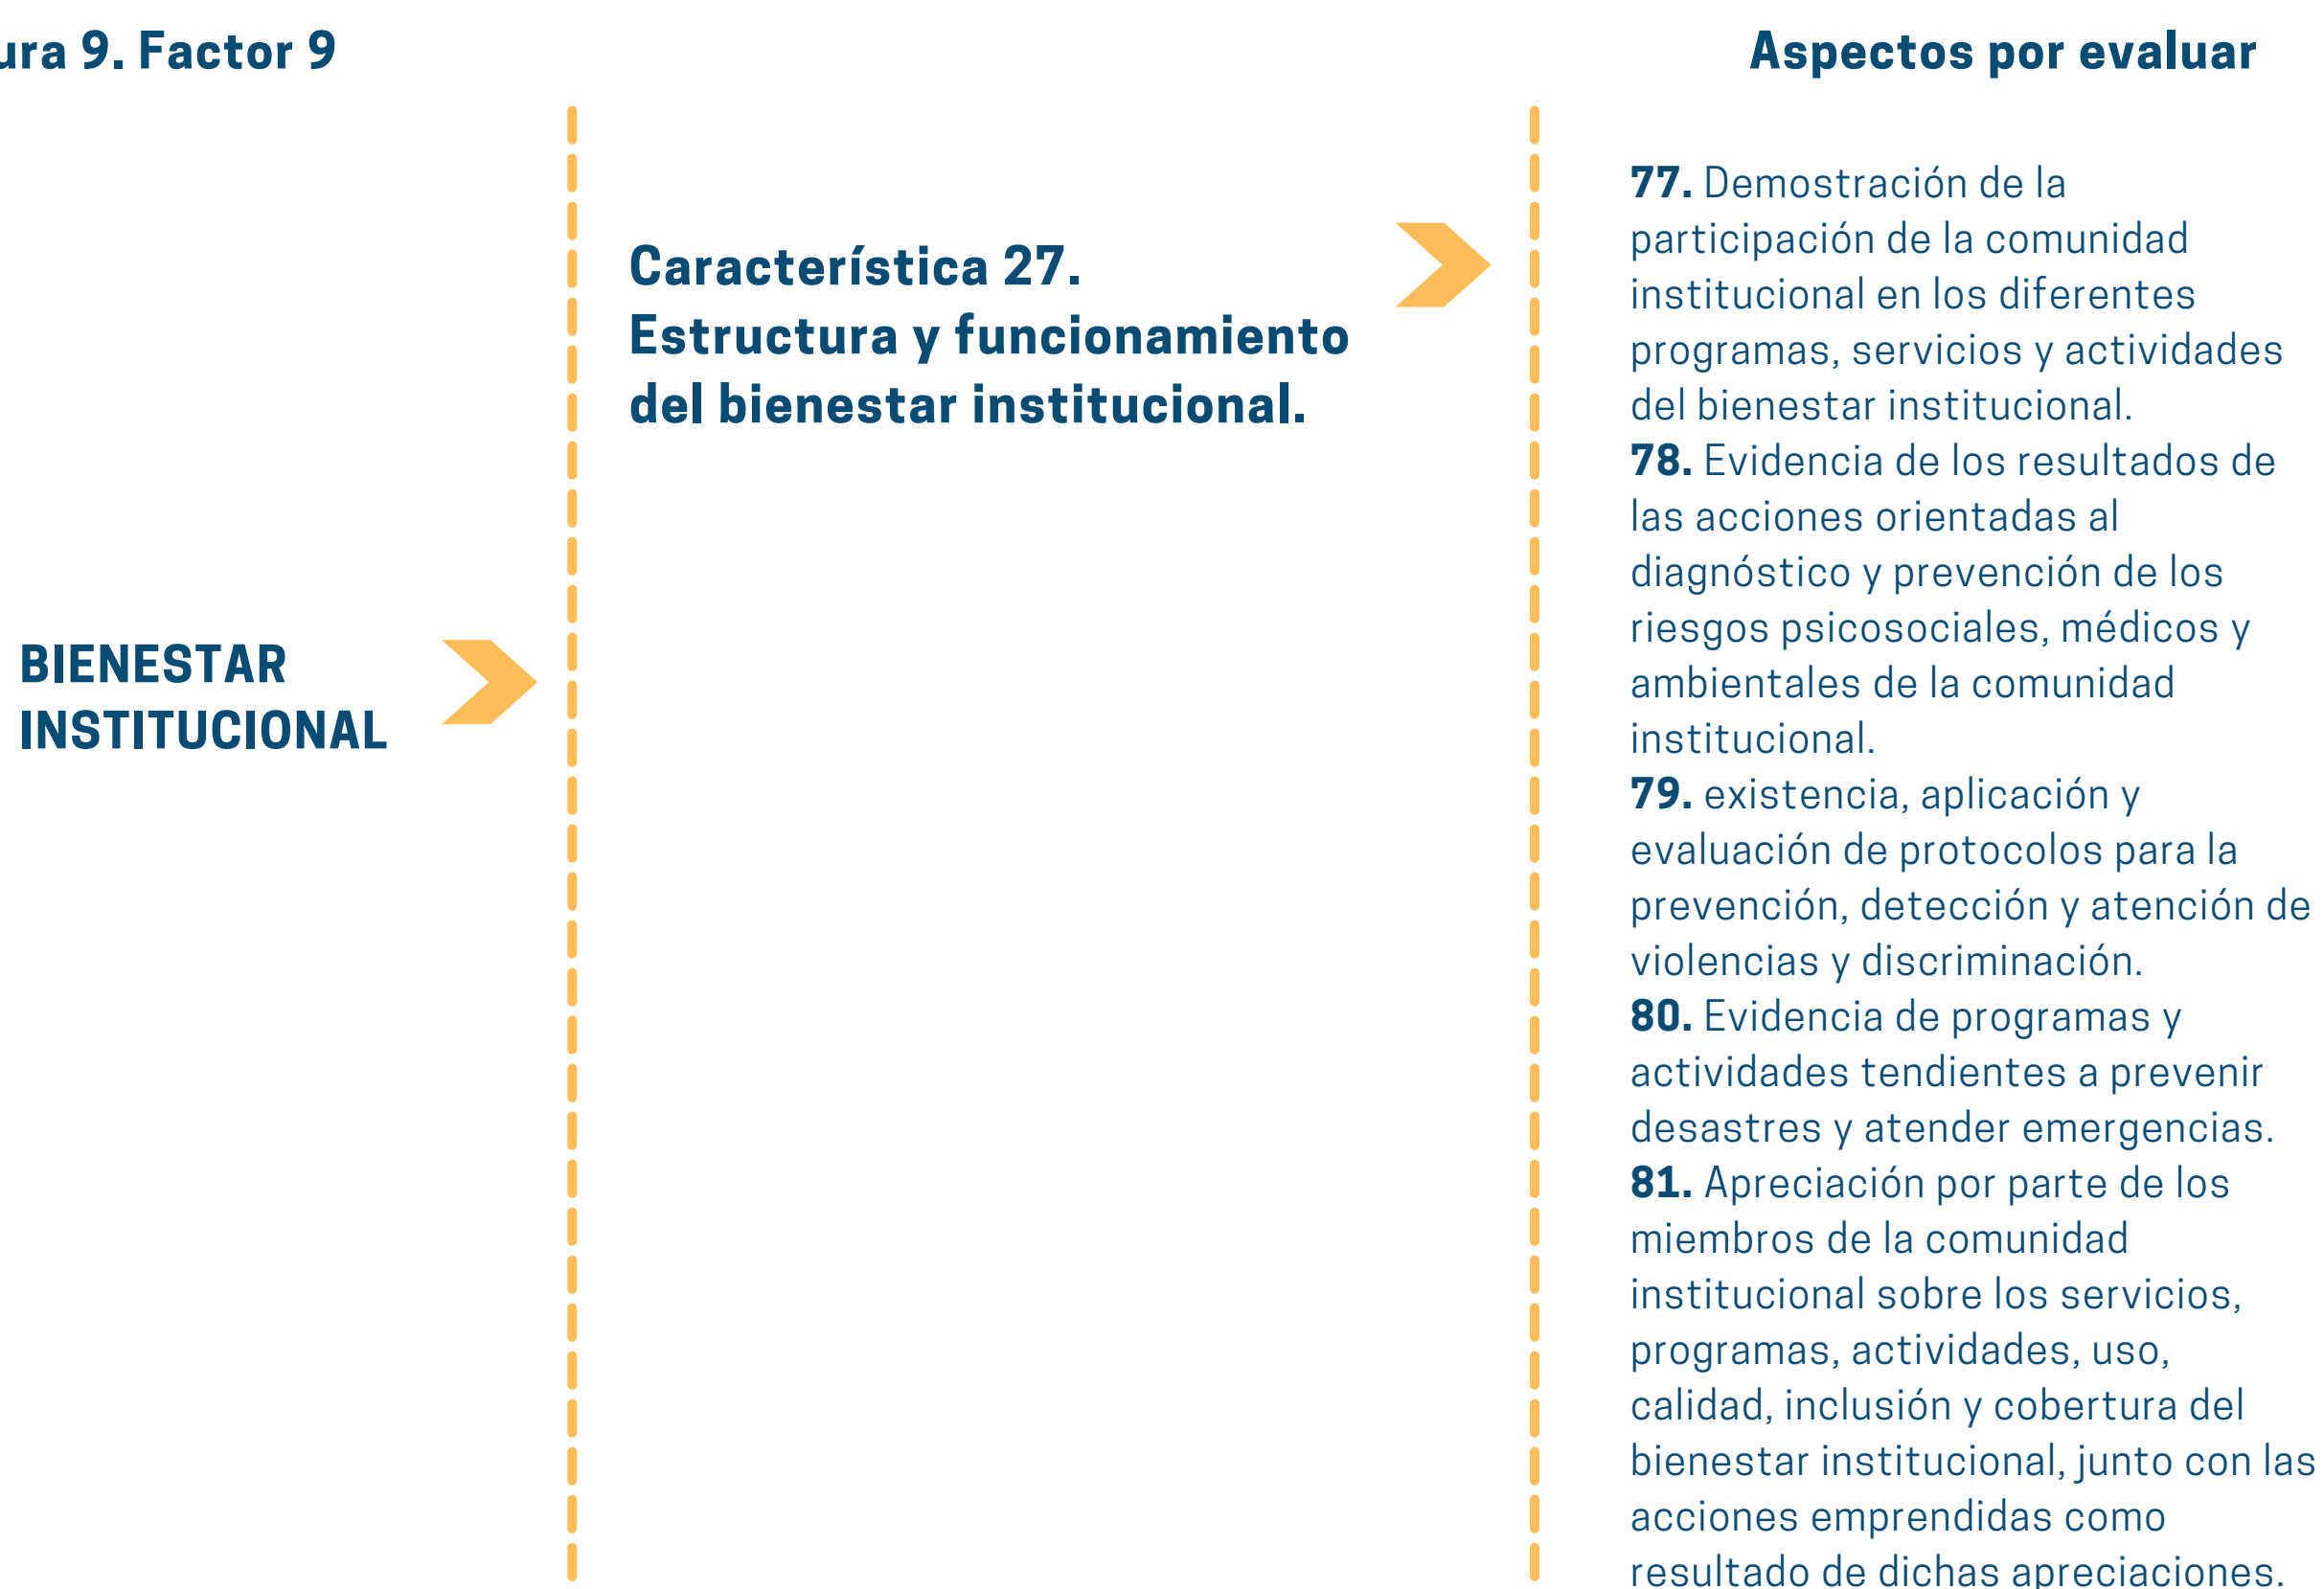 ura 9. Factor 9
Aspectos por evaluar
BIENESTAR
INSTITUCIONAL
Característica 27.
Estructura y funcionamiento
del bienestar institucional.
77. Demostración de la
participación de la comunidad
institucional en los diferentes
programas, servicios y actividades
del bienestar institucional.
78. Evidencia de los resultados de
las acciones orientadas al
diagnóstico y prevención de los
riesgos psicosociales, médicos y
ambientales de la comunidad
institucional.
79. existencia, aplicación y
evaluación de protocolos para la
prevención, detección y atención de
violencias y discriminación.
80. Evidencia de programas y
actividades tendientes a prevenir
desastres y atender emergencias.
81. Apreciación por parte de los
miembros de la comunidad
institucional sobre los servicios,
programas, actividades, uso,
calidad, inclusión y cobertura del
bienestar institucional, junto con las
acciones emprendidas como
resultado de dichas apreciaciones.